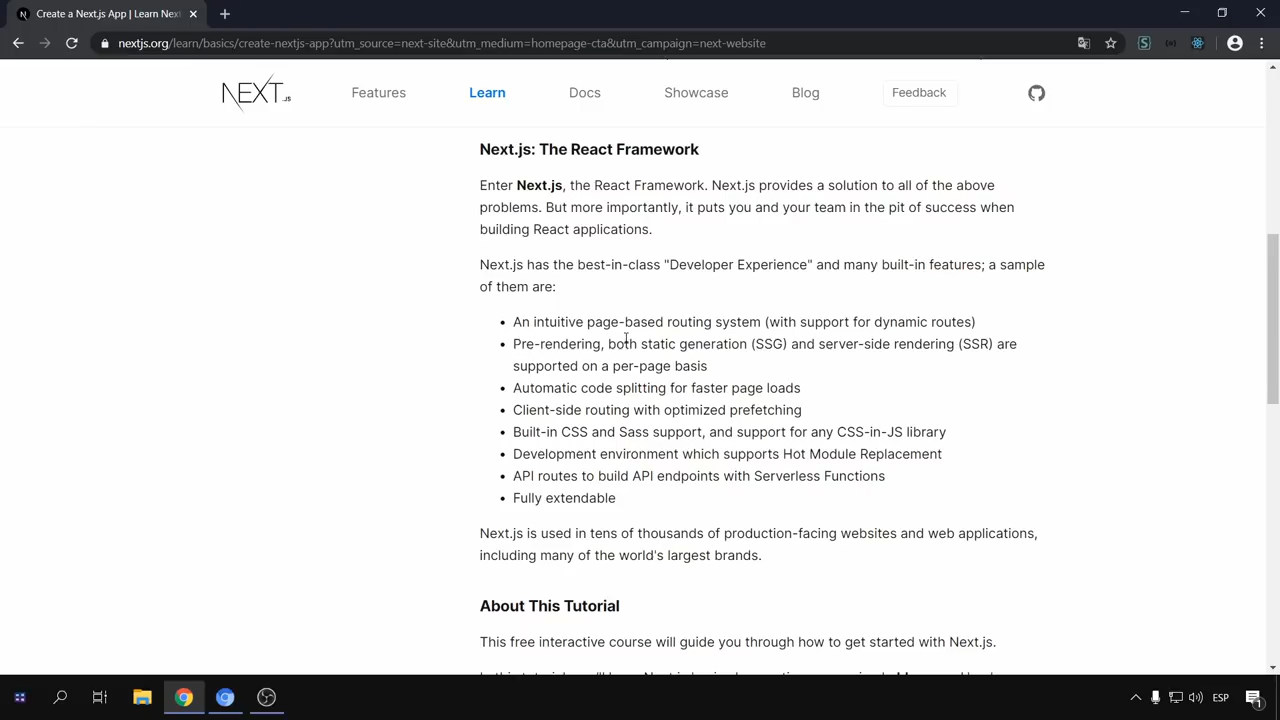 Create a Next.js App | Learn Next
nextjs.org/learn/basics/create-nextjs-app?utm_source=next-site&utm_medium=homepage-cta&utm_campaign=next-website
NEXT.JS Features Learn Docs Showcase Blog Feedback
Next.js: The React Framework
Enter Next.js, the React Framework. Next.js provides a solution to all of the above
problems. But more importantly, it puts you and your team in the pit of success when
building React applications.
Next.js has the best-in-class "Developer Experience" and many built-in features; a sample
of them are:
• An intuitive page-based routing system (with support for dynamic routes)
• Pre-rendering, both static generation (SSG) and server-side rendering (SSR) are
supported on a per-page basis
• Automatic code splitting for faster page loads
• Client-side routing with optimized prefetching
• Built-in CSS and Sass support, and support for any CSS-in-JS library
• Development environment which supports Hot Module Replacement
• API routes to build API endpoints with Serverless Functions
• Fully extendable
Next.js is used in tens of thousands of production-facing websites and web applications,
including many of the world's largest brands.
About This Tutorial
This free interactive course will guide you through how to get started with Next.js.
ESP 1